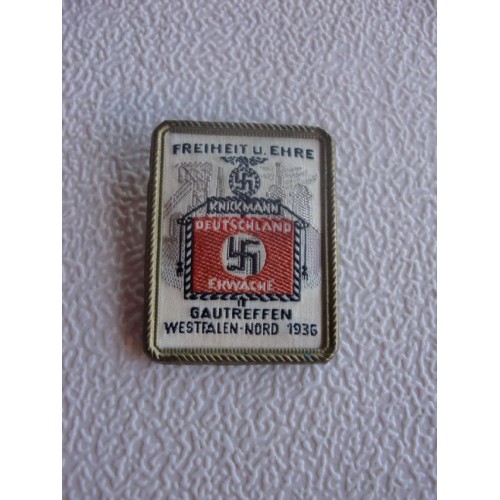 FREIHEIT U. EHRE
KNICKMANN
DEUTSCHLAND
ERWACHE
GAUTREFFEN
WESTFALEN-NORD 1936